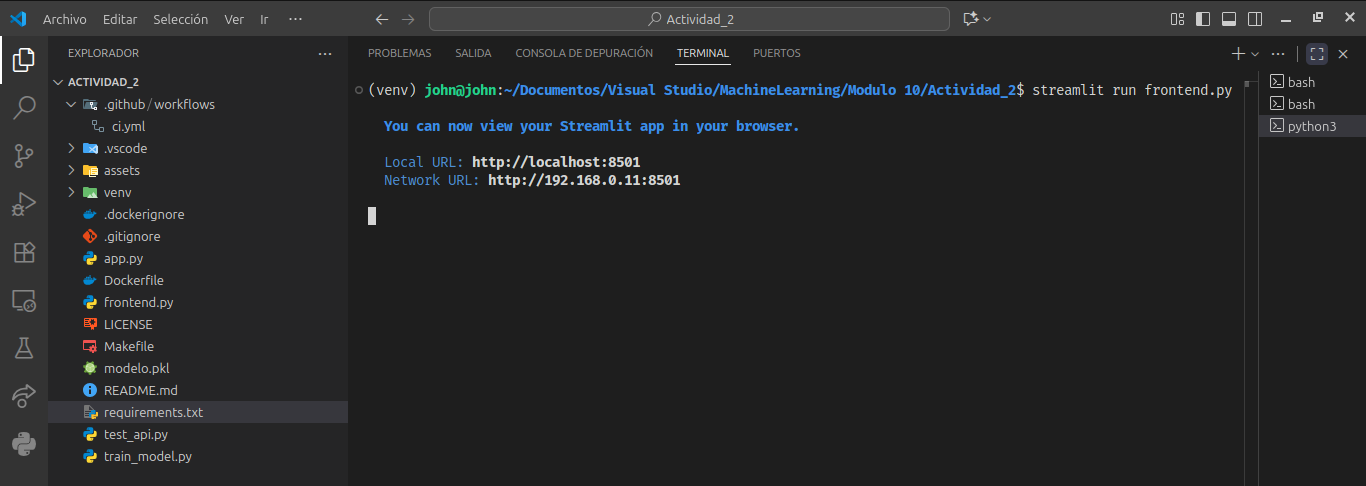 Archivo Editar Selección Ver Ir ··· Actividad_2
EXPLORADOR ···
ACTIVIDAD_2
.github/workflows
ci.yml
.vscode
assets
venv
.dockerignore
.gitignore
app.py
Dockerfile
frontend.py
LICENSE
Makefile
modelo.pkl
README.md
requirements.txt
test_api.py
train_model.py
PROBLEMAS SALIDA CONSOLA DE DEPURACIÓN TERMINAL PUERTOS
(venv) john@john:~/Documentos/Visual Studio/MachineLearning/Modulo 10/Actividad_2$ streamlit run frontend.py
You can now view your Streamlit app in your browser.
Local URL: http://localhost:8501
Network URL: http://192.168.0.11:8501
bash
bash
python3